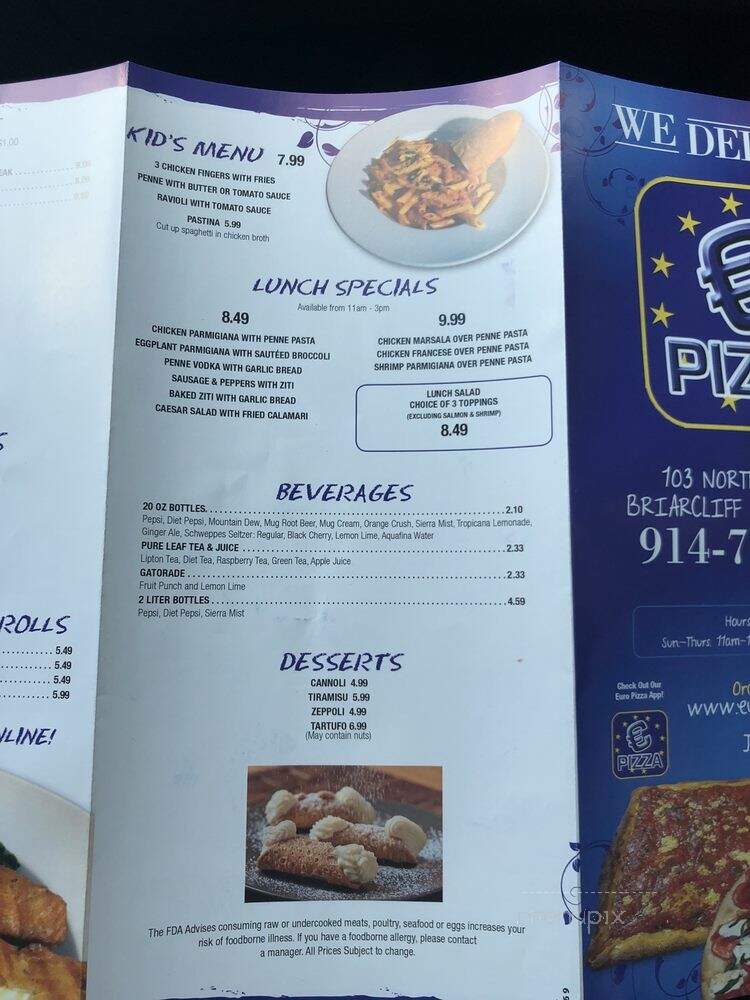 $1.00
9.09
ROLLS
5.49
5.49
5.49
5.99
NLINE!
KID'S MENU 7.99
3 CHICKEN FINGERS WITH FRIES
PENNE WITH BUTTER OR TOMATO SAUCE
RAVIOLI WITH TOMATO SAUCE
PASTINA 5.99
Cut up spaghetti in chicken broth
LUNCH SPECIALS
Available from 11am - 3pm
8.49
CHICKEN PARMIGIANA WITH PENNE PASTA
EGGPLANT PARMIGIANA WITH SAUTÉED BROCCOLI
PENNE VODKA WITH GARLIC BREAD
SAUSAGE & PEPPERS WITH ZITI
BAKED ZITI WITH GARLIC BREAD
CAESAR SALAD WITH FRIED CALAMARI
9.99
CHICKEN MARSALA OVER PENNE PASTA
CHICKEN FRANCESE OVER PENNE PASTA
SHRIMP PARMIGIANA OVER PENNE PASTA
LUNCH SALAD
CHOICE OF 3 TOPPINGS
(EXCLUDING SALMON & SHRIMP)
8.49
BEVERAGES
20 OZ BOTTLES. 2.10
Pepsi, Diet Pepsi, Mountain Dew, Mug Root Beer, Mug Cream, Orange Crush, Sierra Mist, Tropicana Lemonade,
Ginger Ale, Schweppes Seltzer: Regular, Black Cherry, Lemon Lime, Aquafina Water
PURE LEAF TEA & JUICE 2.33
Lipton Tea, Diet Tea, Raspberry Tea, Green Tea, Apple Juice
GATORADE 2.33
Fruit Punch and Lemon Lime
2 LITER BOTTLES 4.59
Pepsi, Diet Pepsi, Sierra Mist
DESSERTS
CANNOLI 4.99
TIRAMISU 5.99
ZEPPOLI 4.99
TARTUFO 6.99
(May contain nuts)
The FDA Advises consuming raw or undercooked meats, poultry, seafood or eggs increases your
risk of foodborne illness. If you have a foodborne allergy, please contact
a manager. All Prices Subject to change.
WE DEL
PIZ
103 NORT
BRIARCLIFF
914-7
Hours
Sun-Thurs. 11am-1
Check Out Our
Euro Pizza App!
PIZZA
Or
www.eu
J
menupix